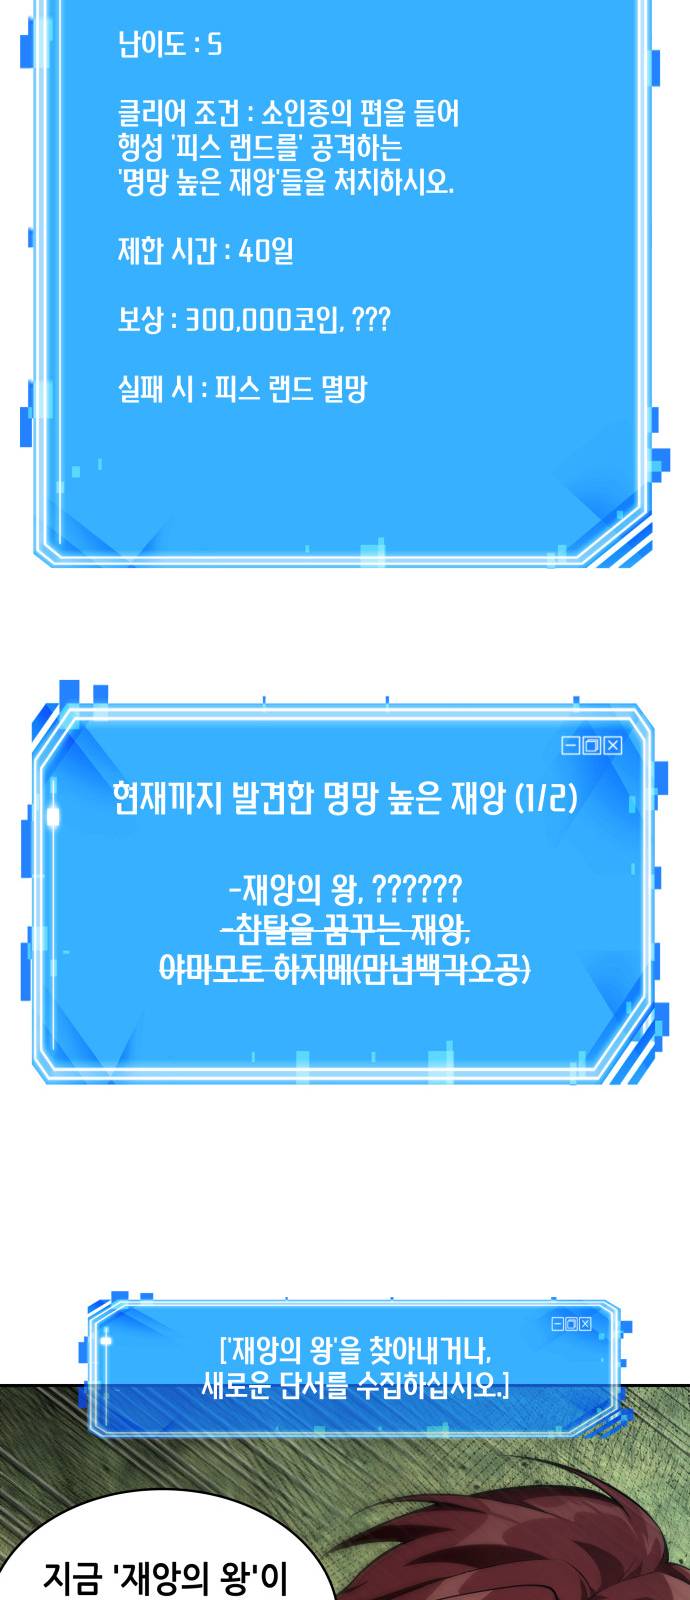 난이도 : S
클리어 조건 : 소인종의 편을 들어
행성 '피스 랜드를' 공격하는
'명망 높은 재앙'들을 처치하시오.
제한 시간 : 40일
보상 : 300,000코인, ???
실패 시 : 피스 랜드 멸망
현재까지 발견한 명망 높은 재앙 (1/2)
-재앙의 왕, ??????
-찬탈을 꿈꾸는 재앙,
야마모토 하지메(만년백각오공)
['재앙의 왕'을 찾아내거나,
새로운 단서를 수집하십시오.]
지금 '재앙의 왕'이